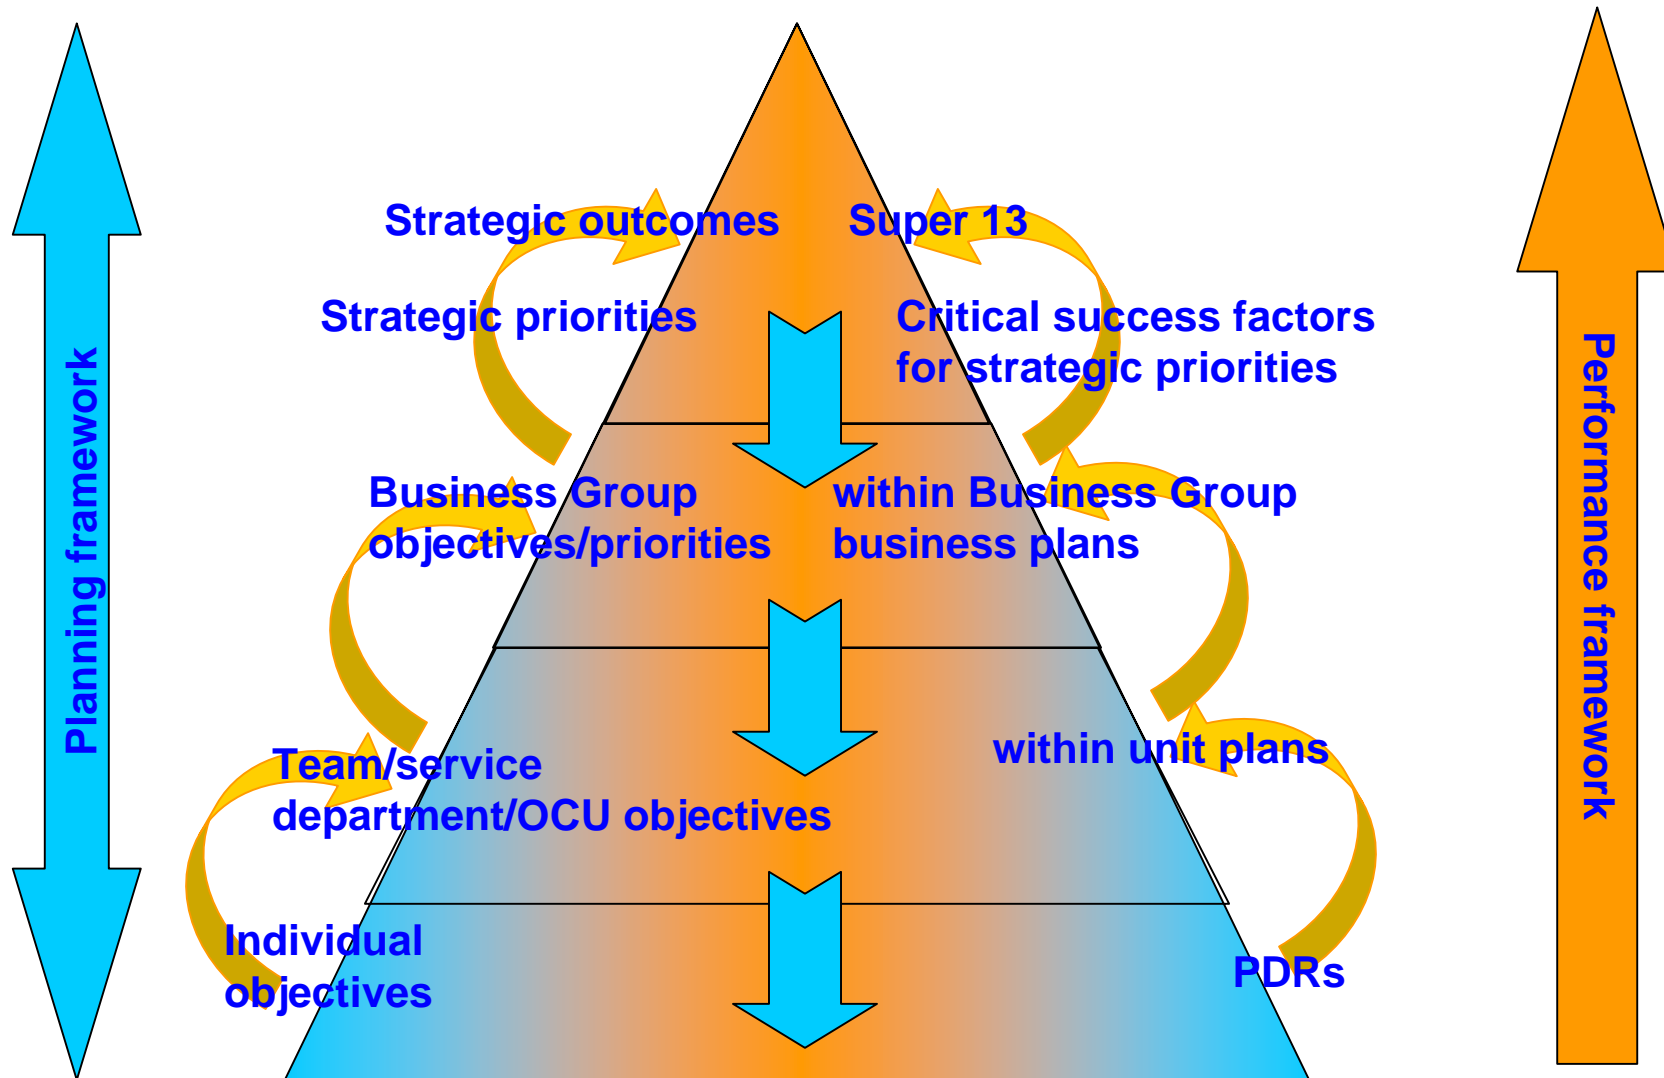 Planning framework
Strategic outcomes
Super 13
Strategic priorities
Critical success factors
for strategic priorities
Business Group
objectives/priorities
within Business Group
business plans
Team/service
department/OCU objectives
within unit plans
Individual
objectives
PDRs
Performance framework